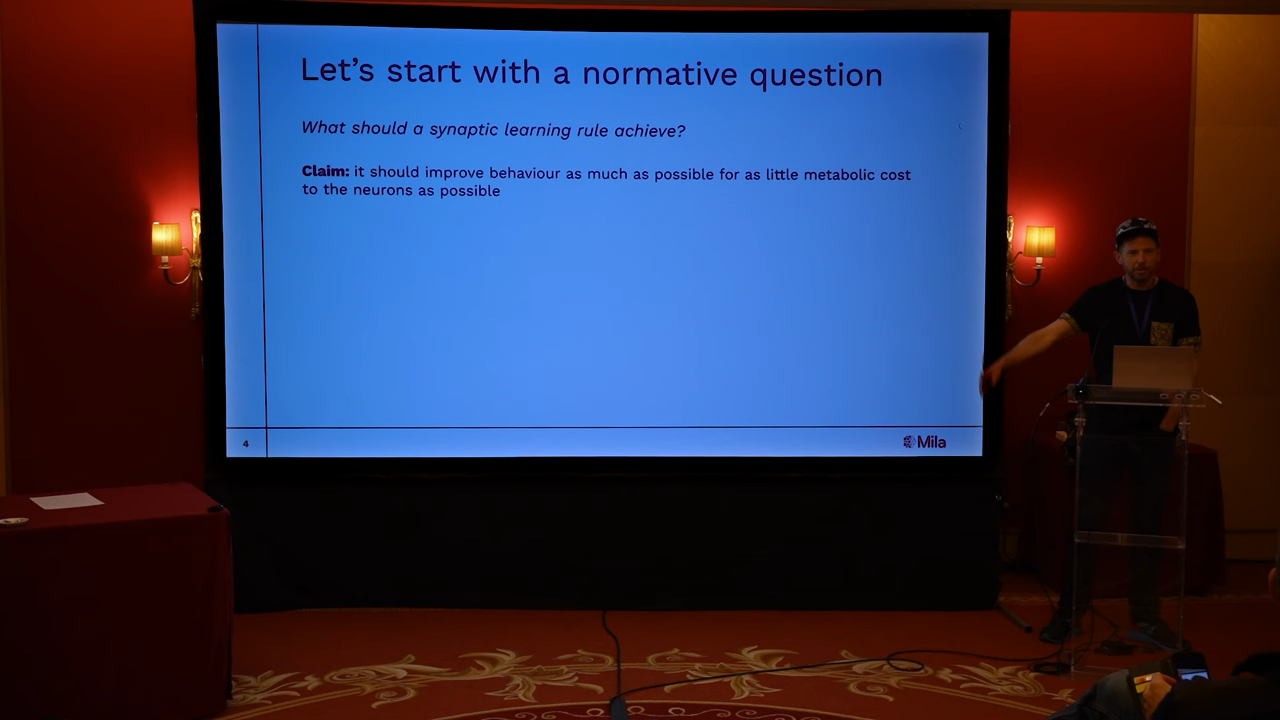 Let's start with a normative question
What should a synaptic learning rule achieve?
Claim: it should improve behaviour as much as possible for as little metabolic cost
to the neurons as possible
4
Mila